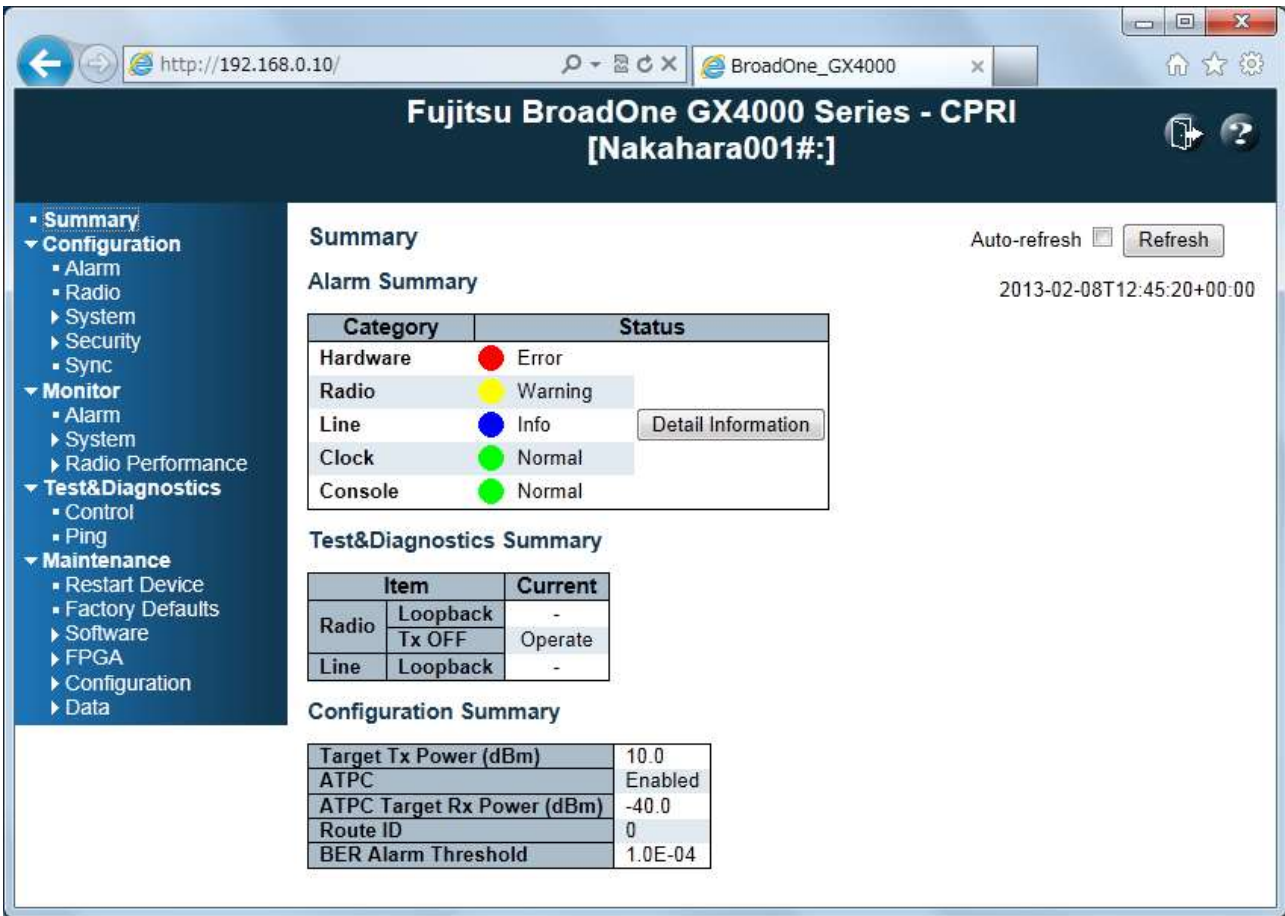 http://192.168.0.10/
BroadOne_GX4000
Fujitsu BroadOne GX4000 Series - CPRI
[Nakahara001#:]
Summary
Configuration
Alarm
Radio
System
Security
Sync
Monitor
Alarm
System
Radio Performance
Test&Diagnostics
Control
Ping
Maintenance
Restart Device
Factory Defaults
Software
FPGA
Configuration
Data
Summary
Auto-refresh Refresh
Alarm Summary
2013-02-08T12:45:20+00:00
Category Status
Hardware Error
Radio Warning
Line Info Detail Information
Clock Normal
Console Normal
Test&Diagnostics Summary
Item Current
Radio Loopback -
Tx OFF Operate
Line Loopback -
Configuration Summary
Target Tx Power (dBm) 10.0
ATPC Enabled
ATPC Target Rx Power (dBm) -40.0
Route ID 0
BER Alarm Threshold 1.0E-04